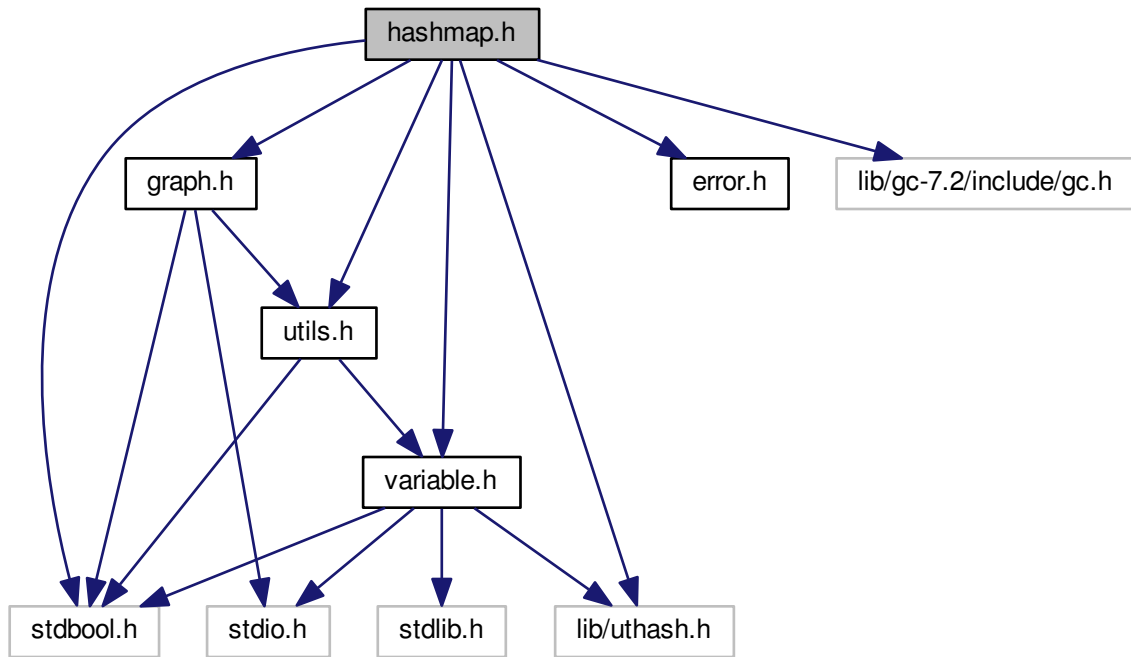 hashmap.h
graph.h
error.h
lib/gc-7.2/include/gc.h
utils.h
variable.h
stdbool.h
stdio.h
stdlib.h
lib/uthash.h